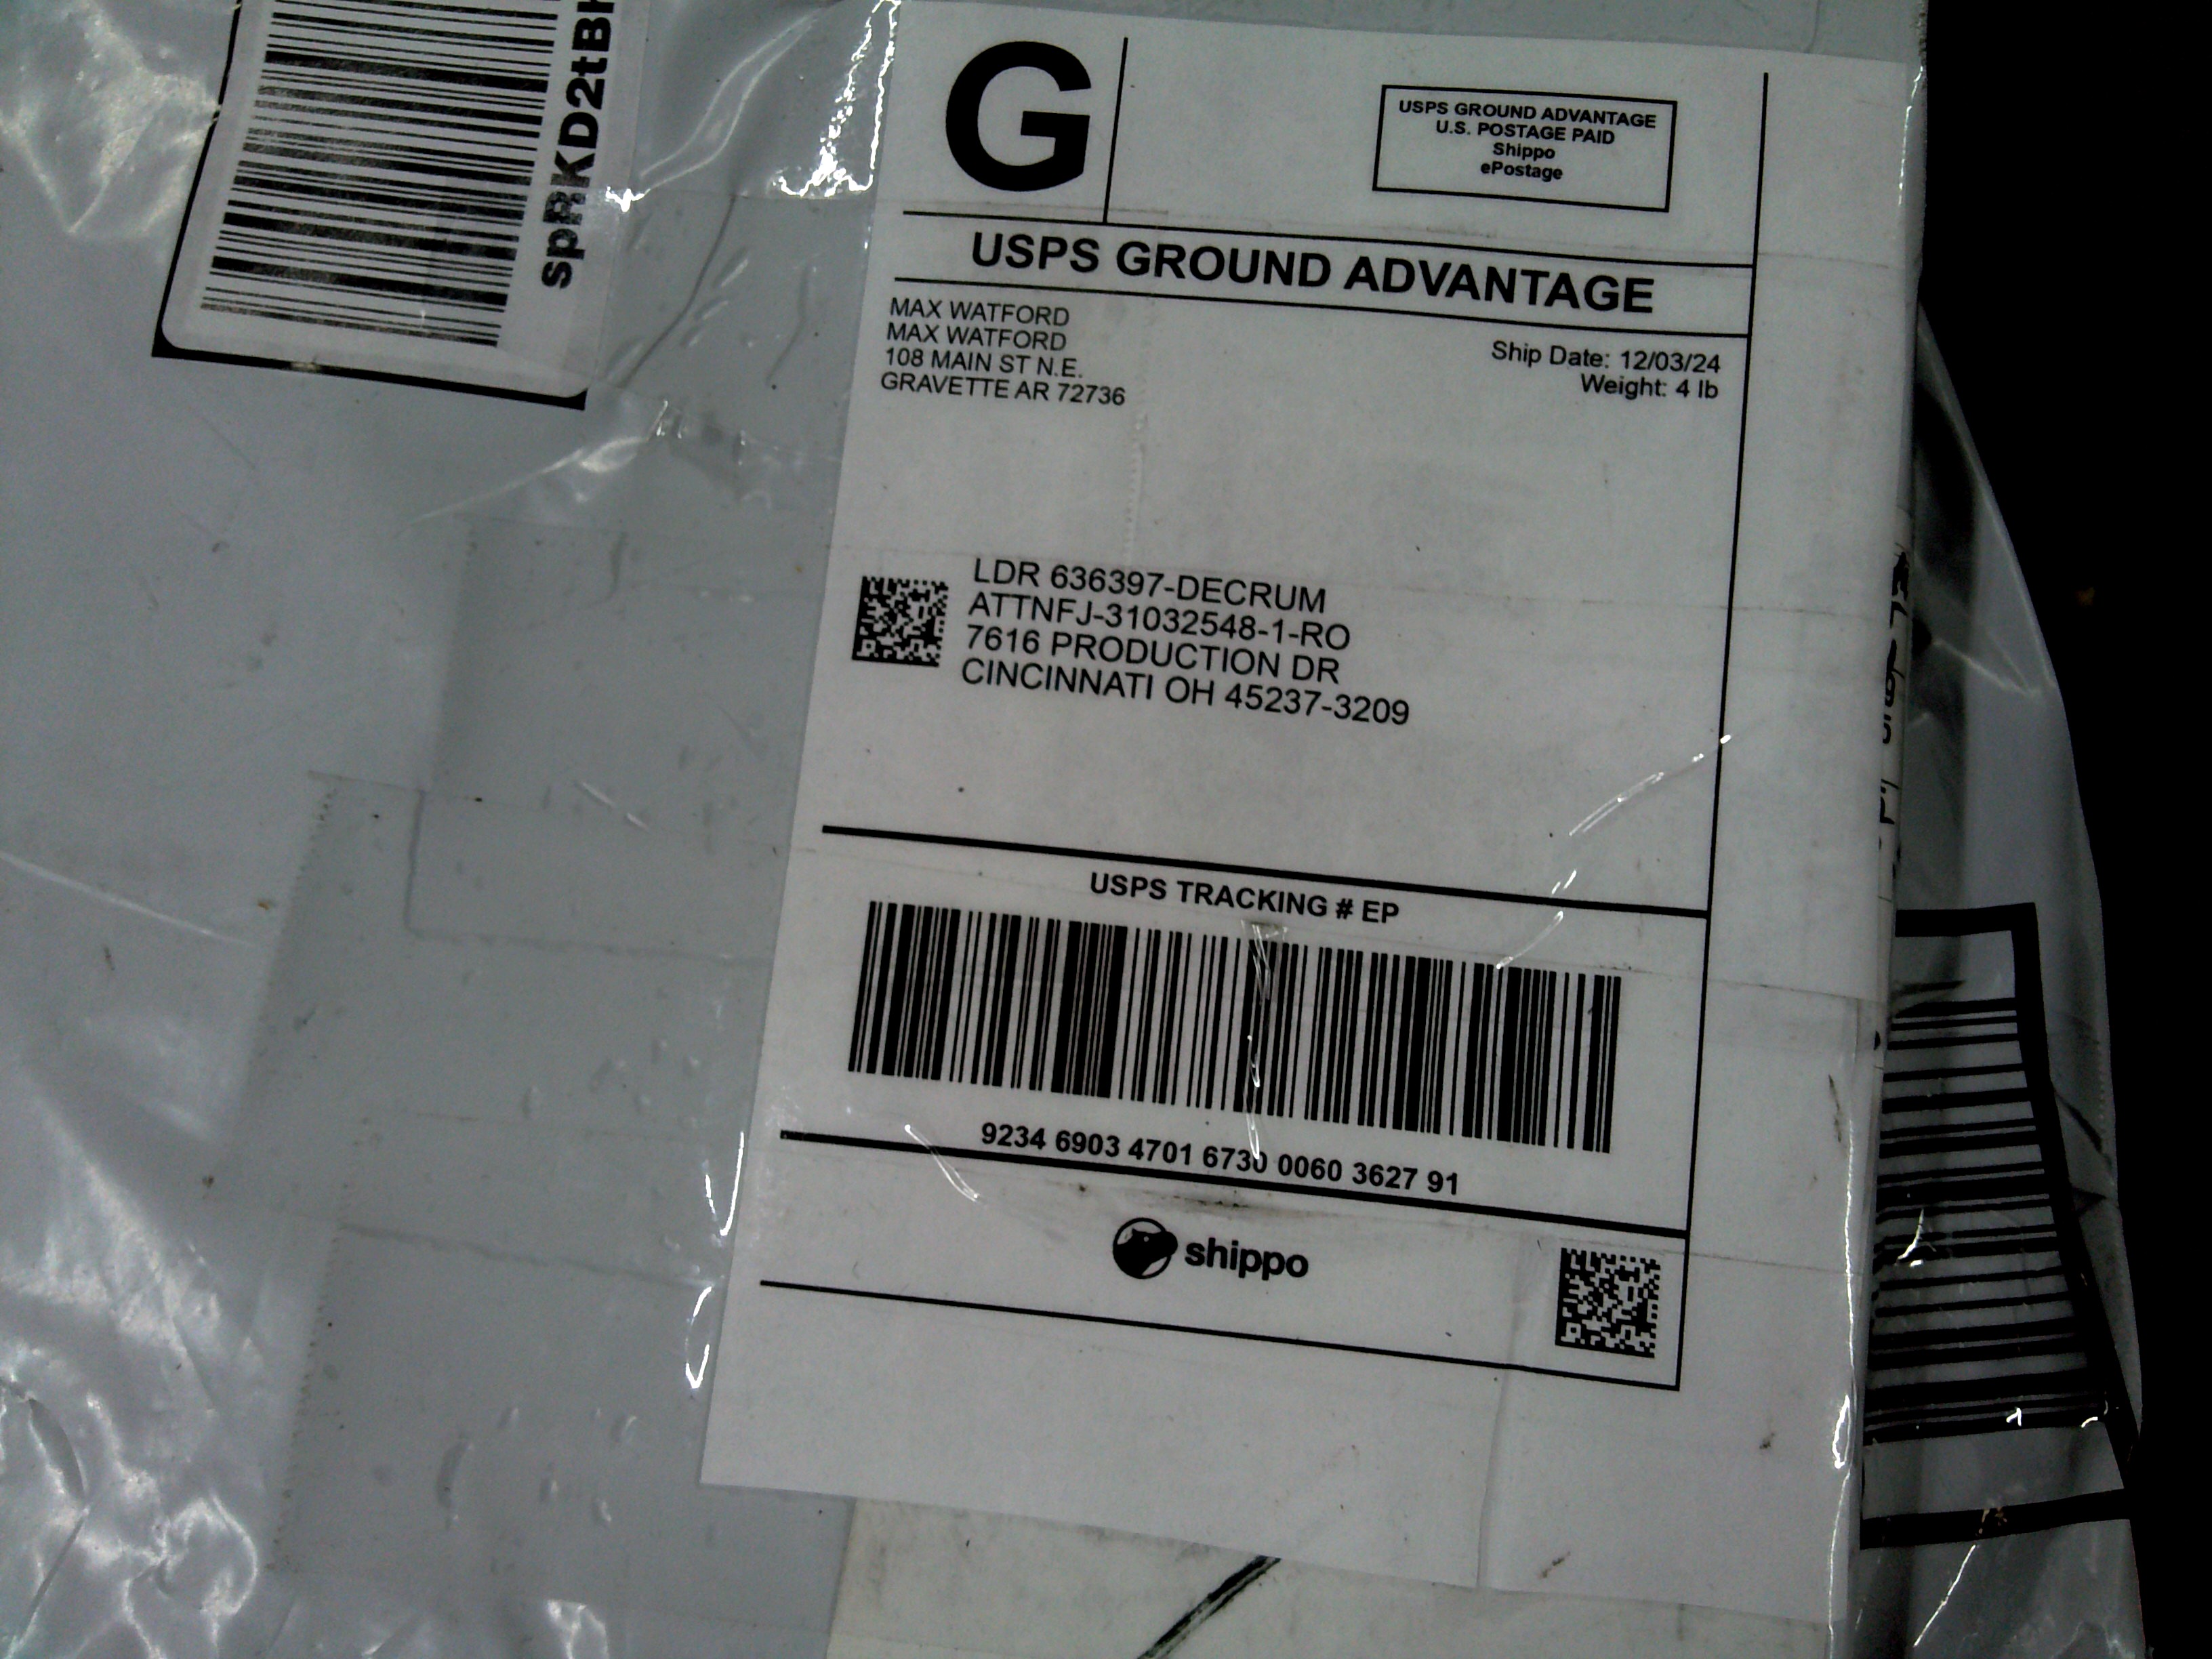 spRKD2tB
G
USPS GROUND ADVANTAGE
U.S. POSTAGE PAID
Shippo
ePostage
USPS GROUND ADVANTAGE
MAX WATFORD
MAX WATFORD
108 MAIN ST N.E.
GRAVETTE AR 72736
Ship Date: 12/03/24
Weight: 4 lb
LDR 636397-DECRUM
ATTNFJ-31032548-1-RO
7616 PRODUCTION DR
CINCINNATI OH 45237-3209
USPS TRACKING # EP
9234 6903 4701 6730 0060 3627 91
shippo